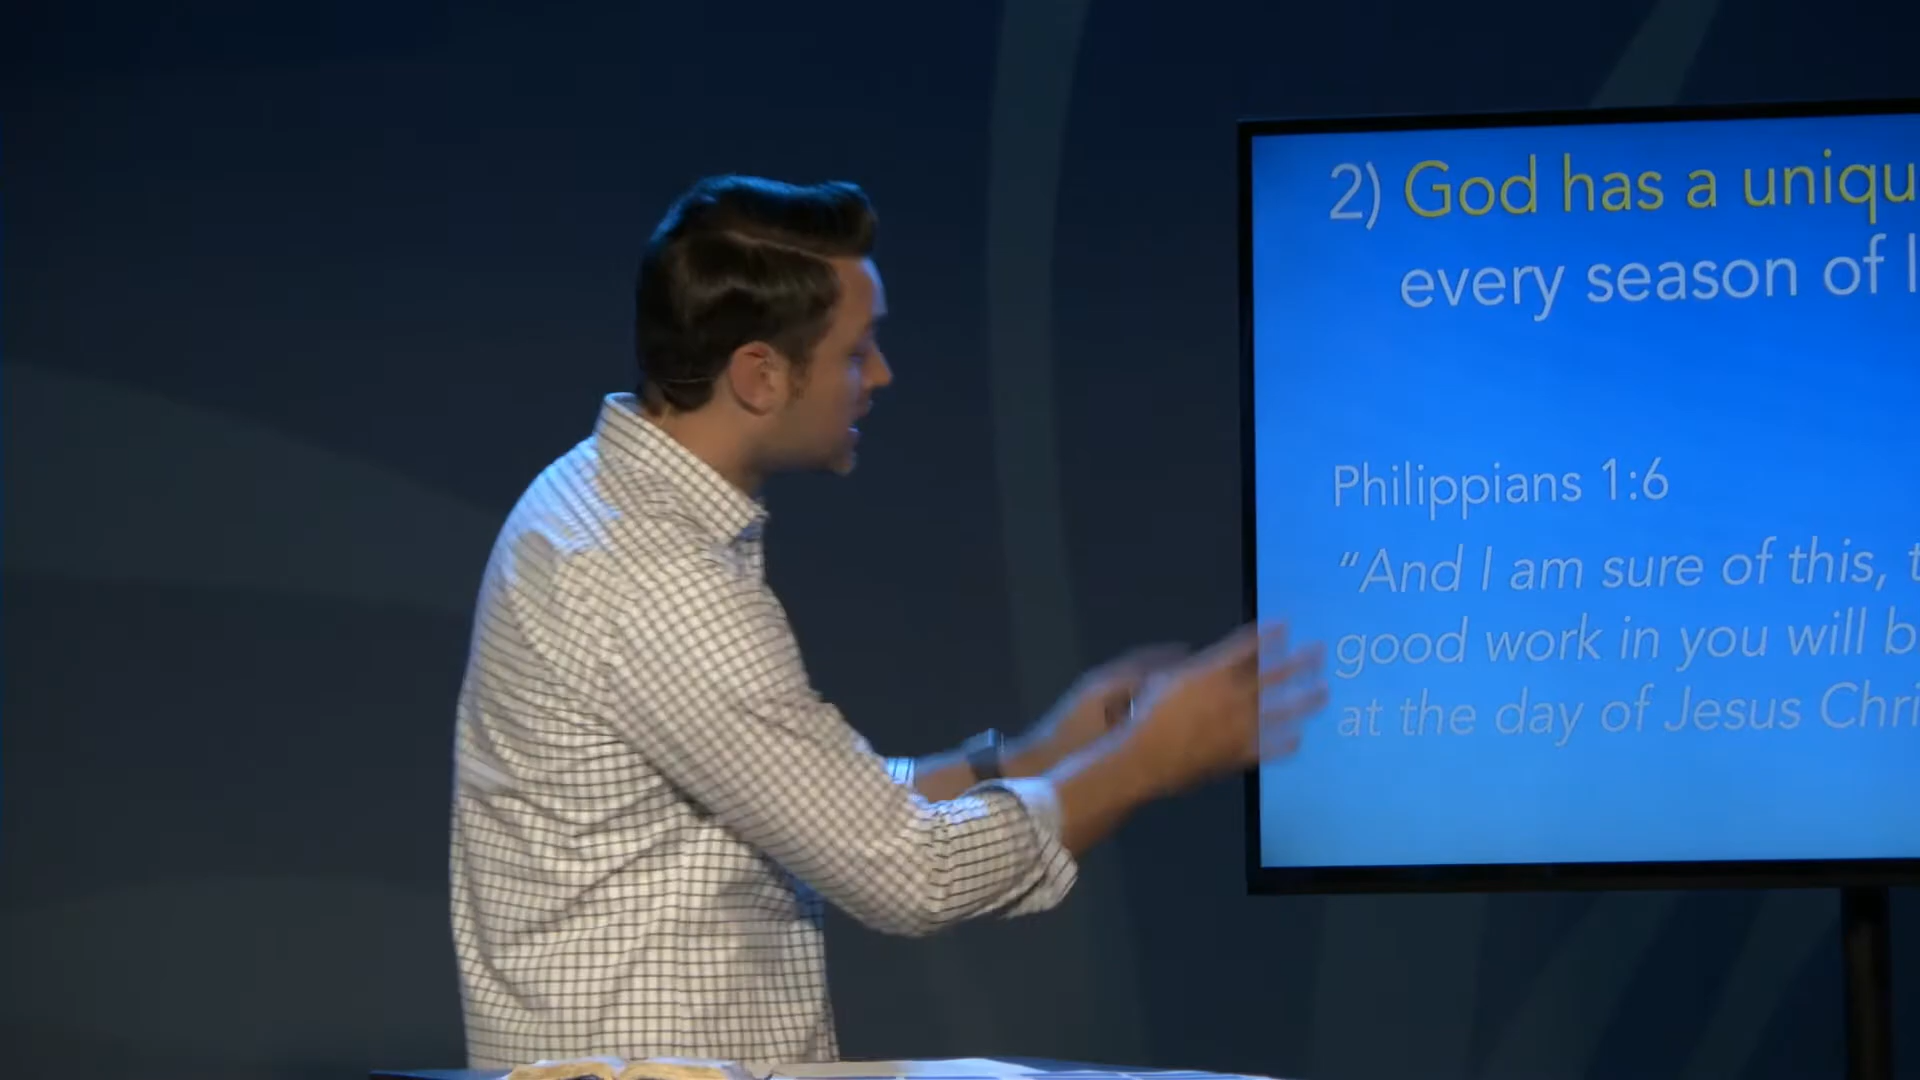 2) God has a uniqu
every season of l
Philippians 1:6
“And I am sure of this, t
good work in you will b
at the day of Jesus Chri